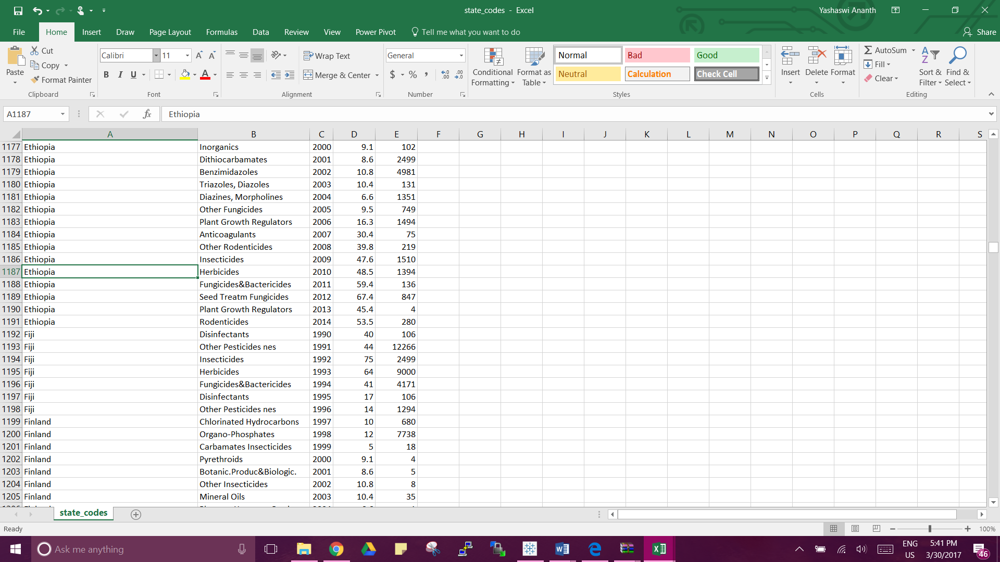 state_codes - Excel
Yashaswi Ananth
File Home Insert Draw Page Layout Formulas Data Review View Power Pivot Tell me what you want to do Share
Cut
Copy
Format Painter
Paste
Clipboard
Calibri 11
B I U A
Font
Wrap Text
Merge & Center
Alignment
General
$ % ,
Number
Conditional Formatting
Format as Table
Normal Bad Good
Neutral Calculation Check Cell
Styles
Insert Delete Format
Cells
AutoSum
Fill
Clear
Sort & Filter
Find & Select
Editing
A1187 fx Ethiopia
A B C D E F G H I J K L M N O P Q R S
1177 Ethiopia Inorganics 2000 9.1 102
1178 Ethiopia Dithiocarbamates 2001 8.6 2499
1179 Ethiopia Benzimidazoles 2002 10.8 4981
1180 Ethiopia Triazoles, Diazoles 2003 10.4 131
1181 Ethiopia Diazines, Morpholines 2004 6.6 1351
1182 Ethiopia Other Fungicides 2005 9.5 749
1183 Ethiopia Plant Growth Regulators 2006 16.3 1494
1184 Ethiopia Anticoagulants 2007 30.4 75
1185 Ethiopia Other Rodenticides 2008 39.8 219
1186 Ethiopia Insecticides 2009 47.6 1510
1187 Ethiopia Herbicides 2010 48.5 1394
1188 Ethiopia Fungicides&Bactericides 2011 59.4 136
1189 Ethiopia Seed Treatm Fungicides 2012 67.4 847
1190 Ethiopia Plant Growth Regulators 2013 45.4 4
1191 Ethiopia Rodenticides 2014 53.5 280
1192 Fiji Disinfectants 1990 40 106
1193 Fiji Other Pesticides nes 1991 44 12266
1194 Fiji Insecticides 1992 75 2499
1195 Fiji Herbicides 1993 64 9000
1196 Fiji Fungicides&Bactericides 1994 41 4171
1197 Fiji Disinfectants 1995 17 106
1198 Fiji Other Pesticides nes 1996 14 1294
1199 Finland Chlorinated Hydrocarbons 1997 10 680
1200 Finland Organo-Phosphates 1998 12 7738
1201 Finland Carbamates Insecticides 1999 5 18
1202 Finland Pyrethroids 2000 9.1 4
1203 Finland Botanic.Produc&Biologic. 2001 8.6 5
1204 Finland Other Insecticides 2002 10.8 8
1205 Finland Mineral Oils 2003 10.4 35
state_codes
Ready
100%
Ask me anything
ENG
US
5:41 PM
3/30/2017
46